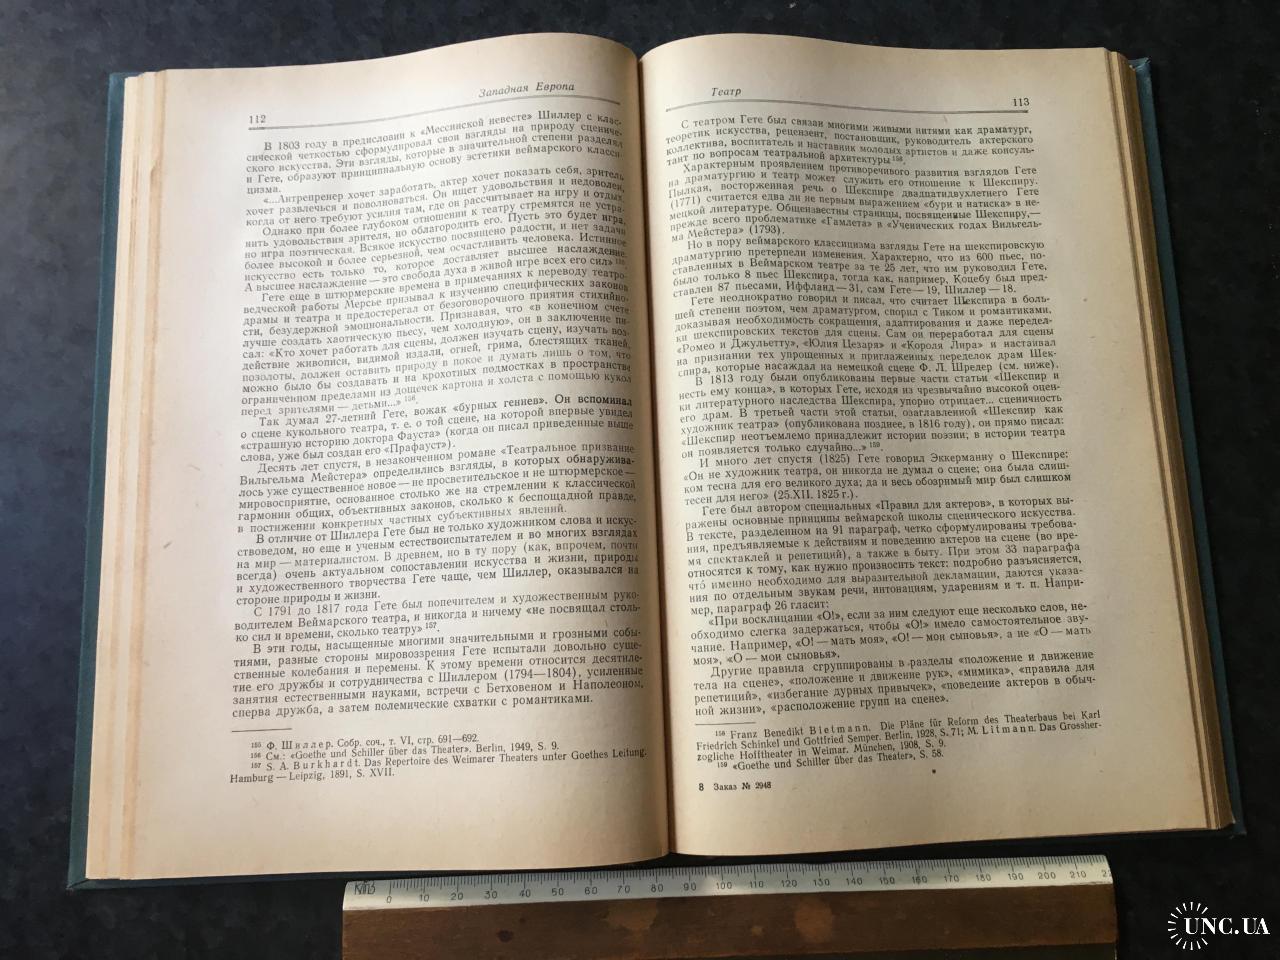 112
Западная Европа
В 1803 году в предисловии к «Мессинской невесте» Шиллер с клас-
сической четкостью сформулировал свои взгляды на природу сцениче-
ского искусства. Эти взгляды, которые в значительной степени разделял
и Гете, образуют принципиальную основу эстетики веймарского класси-
цизма.
«...Антрепренер хочет заработать, актер хочет показать себя, зритель
хочет развлечься и поволноваться. Он ищет удовольствия и недоволен,
когда от него требуют усилия там, где он рассчитывает на игру и отдых.
Однако при более глубоком отношении к театру стремятся не устра-
нить удовольствия зрителя, но облагородить его. Пусть это будет игра,
но игра поэтическая. Всякое искусство посвящено радости, и нет задачи
более высокой и более серьезной, чем осчастливить человека. Истинное
искусство есть только то, которое доставляет высшее наслаждение.
А высшее наслаждение — это свобода духа в живой игре всех его сил» 155
Гете еще в штюрмерские времена в примечаниях к переводу театро-
ведческой работы Мерсье призывал к изучению специфических законов
драмы и театра и предостерегал от безоговорочного приятия стихийно-
сти, безудержной эмоциональности. Признавая, что «в конечном счете
лучше создать хаотическую пьесу, чем холодную», он в заключение пи-
сал: «Кто хочет работать для сцены, должен изучать сцену, изучать воз-
действие живописи, видимой издали, огней, грима, блестящих тканей,
позолоты, должен оставить природу в покое и думать лишь о том, что
можно было бы создавать и на крохотных подмостках в пространстве
ограниченном пределами из дощечек картона и холста с помощью кукол
перед зрителями — детьми...» 156.
Так думал 27-летний Гете, вожак «бурных гениев». Он вспоминал
о сцене кукольного театра, т. е. о той сцене, на которой впервые увидел
«страшную историю доктора Фауста» (когда он писал приведенные выше
слова, уже был создан его «Прафауст»).
Десять лет спустя, в незаконченном романе «Театральное призвание
Вильгельма Мейстера» определились взгляды, в которых обнаружива-
лось уже существенное новое — не просветительское и не штюрмерское —
мировосприятие, основанное столько же на стремлении к классической
гармонии общих, объективных законов, сколько к беспощадной правде,
в постижении конкретных частных субъективных явлений.
В отличие от Шиллера Гете был не только художником слова и искус-
ствоведом, но еще и ученым естествоиспытателем и во многих взглядах
на мир — материалистом. В древнем, но в ту пору (как, впрочем, почти
всегда) очень актуальном сопоставлении искусства и жизни, природы
и художественного творчества Гете чаще, чем Шиллер, оказывался на
стороне природы и жизни.
С 1791 до 1817 года Гете был попечителем и художественным руко-
водителем Веймарского театра, и никогда и ничему «не посвящал столь-
ко сил и времени, сколько театру» 157.
В эти годы, насыщенные многими значительными и грозными собы-
тиями, разные стороны мировоззрения Гете испытали довольно суще-
ственные колебания и перемены. К этому времени относится десятиле-
тие его дружбы и сотрудничества с Шиллером (1794—1804), усиленные
занятия естественными науками, встречи с Бетховеном и Наполеоном,
сперва дружба, а затем полемические схватки с романтиками.
155 Ф. Шиллер. Собр. соч., т. VI, стр. 691—692.
156 См.: «Goethe und Schiller über das Theater», Berlin, 1949, S. 9.
157 S. A. Burkhardt. Das Repertoire des Weimarer Theaters unter Goethes Leitung.
Hamburg — Leipzig, 1891, S. XVII.
Театр
113
С театром Гете был связан многими живыми нитями как драматург,
теоретик искусства, рецензент, постановщик, руководитель актерского
коллектива, воспитатель и наставник молодых артистов и даже консуль-
тант по вопросам театральной архитектуры 158.
Характерным проявлением противоречивого развития взглядов Гете
на драматургию и театр может служить его отношение к Шекспиру.
Пылкая, восторженная речь о Шекспире двадцатидвухлетнего Гете
(1771) считается едва ли не первым выражением «бури и натиска» в не-
мецкой литературе. Общеизвестны страницы, посвященные Шекспиру,—
прежде всего проблематике «Гамлета» в «Ученических годах Вильгель-
ма Мейстера» (1793).
Но в пору веймарского классицизма взгляды Гете на шекспировскую
драматургию претерпели изменения. Характерно, что из 600 пьес, по-
ставленных в Веймарском театре за те 25 лет, что им руководил Гете,
было только 8 пьес Шекспира, тогда как, например, Коцебу был пред-
ставлен 87 пьесами, Иффланд — 31, сам Гете — 19, Шиллер — 18.
Гете неоднократно говорил и писал, что считает Шекспира в боль-
шей степени поэтом, чем драматургом, спорил с Тиком и романтиками,
доказывая необходимость сокращения, адаптирования и даже передел-
ки шекспировских текстов для сцены. Сам он переработал для сцены
«Ромео и Джульетту», «Юлия Цезаря» и «Короля Лира» и настаивал
на признании тех упрощенных и приглаженных переделок драм Шек-
спира, которые насаждал на немецкой сцене Ф. Л. Шредер (см. ниже).
В 1813 году были опубликованы первые части статьи «Шекспир и
несть ему конца», в которых Гете, исходя из чрезвычайно высокой оцен-
ки литературного наследства Шекспира, упорно отрицает... сценичность
его драм. В третьей части этой статьи, озаглавленной «Шекспир как
художник театра» (опубликована позднее, в 1816 году), он прямо писал:
«Шекспир неотъемлемо принадлежит истории поэзии; в истории театра
он появляется только случайно...» 159
И много лет спустя (1825) Гете говорил Эккерманну о Шекспире:
«Он не художник театра, он никогда не думал о сцене; она была слиш-
ком тесна для его великого духа; да и весь обозримый мир был слишком
тесен для него» (25.XII. 1825 г.).
Гете был автором специальных «Правил для актеров», в которых вы-
ражены основные принципы веймарской школы сценического искусства.
В тексте, разделенном на 91 параграф, четко сформулированы требова-
ния, предъявляемые к действиям и поведению актеров на сцене (во вре-
мя спектаклей и репетиций), а также в быту. При этом 33 параграфа
относятся к тому, как нужно произносить текст: подробно разъясняется,
что́ именно необходимо для выразительной декламации, даются указа-
ния по отдельным звукам речи, интонациям, ударениям и т. п. Напри-
мер, параграф 26 гласит:
«При восклицании «О!», если за ним следуют еще несколько слов, не-
обходимо слегка задержаться, чтобы «О!» имело самостоятельное зву-
чание. Например, «О! — мать моя», «О! — мои сыновья», а не «О — мать
моя», «О — мои сыновья».
Другие правила сгруппированы в разделы «положение и движение
тела на сцене», «положение и движение рук», «мимика», «правила для
репетиций», «избегание дурных привычек», «поведение актеров в обыч-
ной жизни», «расположение групп на сцене».
158 Franz Benedikt Bietmann. Die Pläne für Reform des Theaterbaus bei Karl
Friedrich Schinkel und Gottfried Semper. Berlin, 1928, S. 71; M. Litmann. Das Grossher-
zogliche Hoftheater in Weimar. München, 1908, S. 9.
159 «Goethe und Schiller über das Theater», S. 58.
8 Заказ № 2948
0 10 20 30 40 50 60 70 80 90 100 110 120 130 140 150 160 170 180 190 200 210
UNC.UA